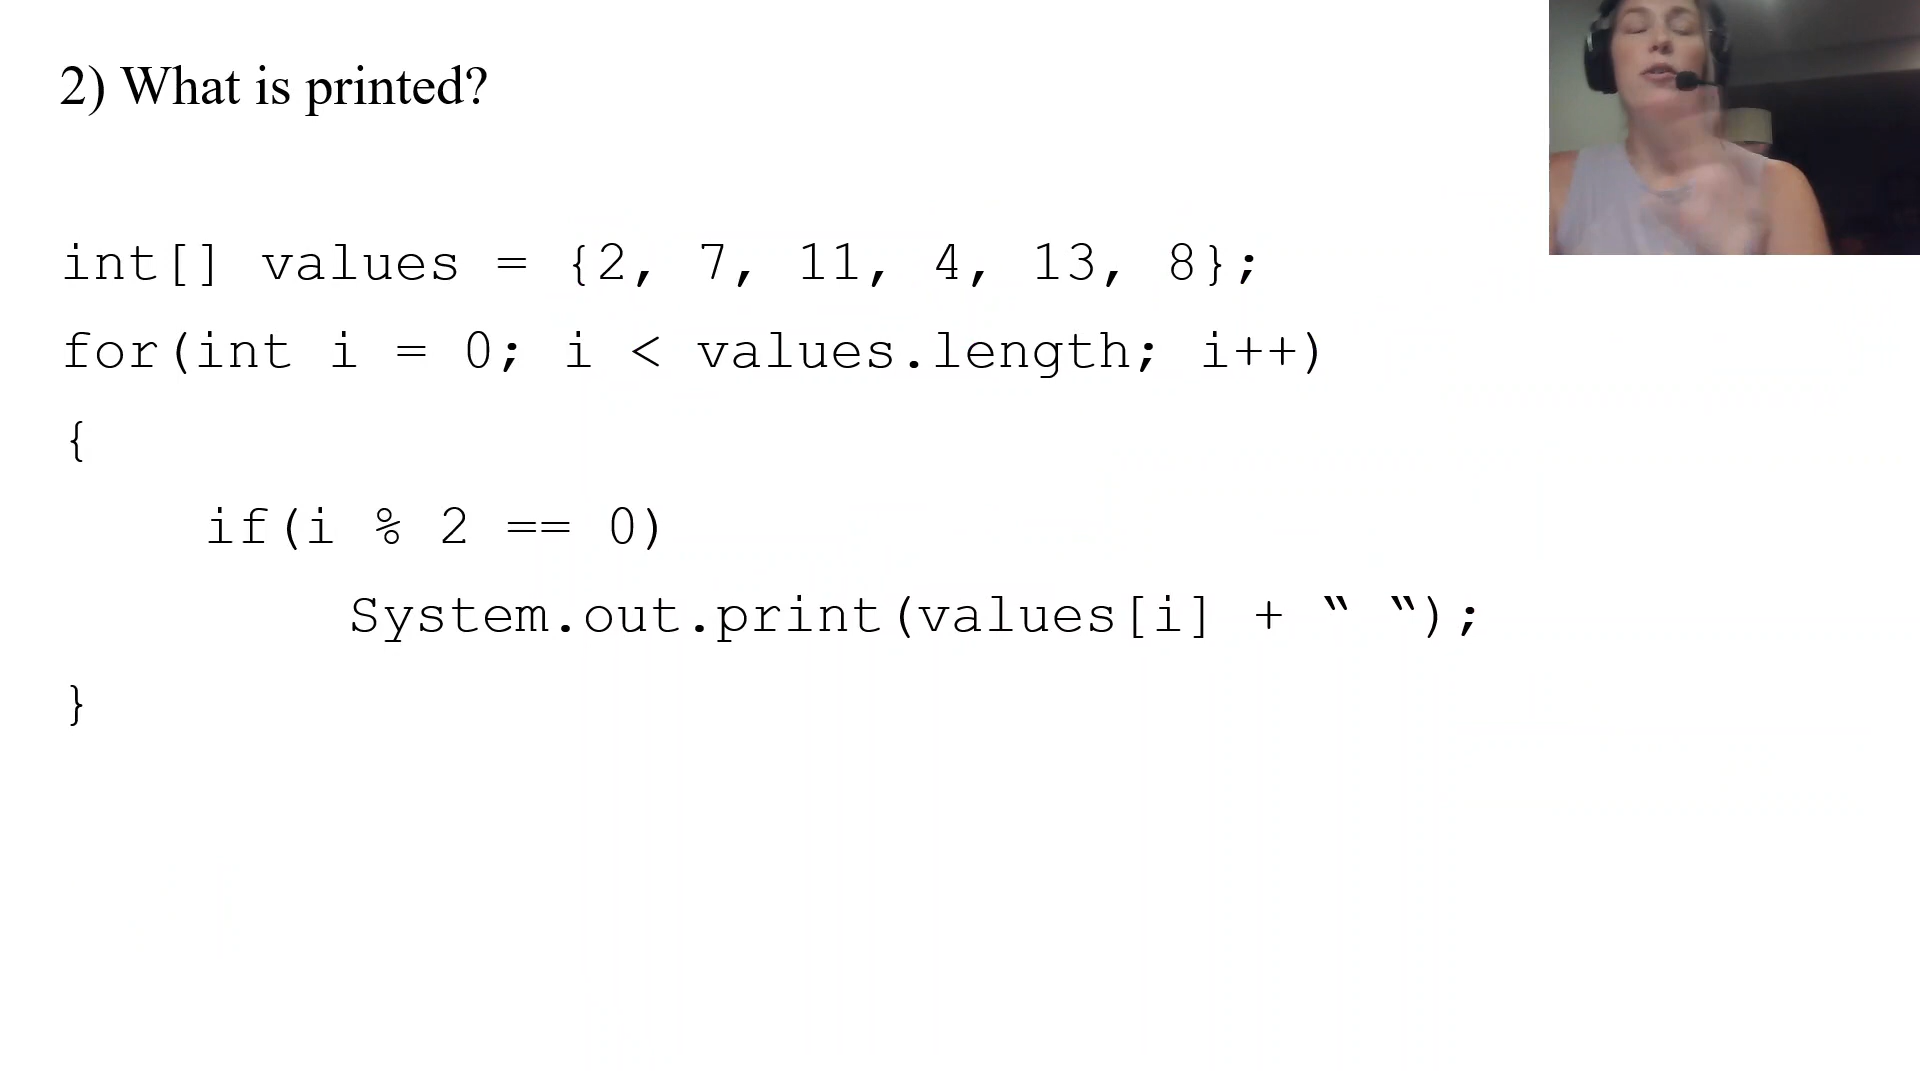 2) What is printed?
int[] values = {2, 7, 11, 4, 13, 8};
for(int i = 0; i < values.length; i++)
{
if(i % 2 == 0)
System.out.print(values[i] + “ “);
}